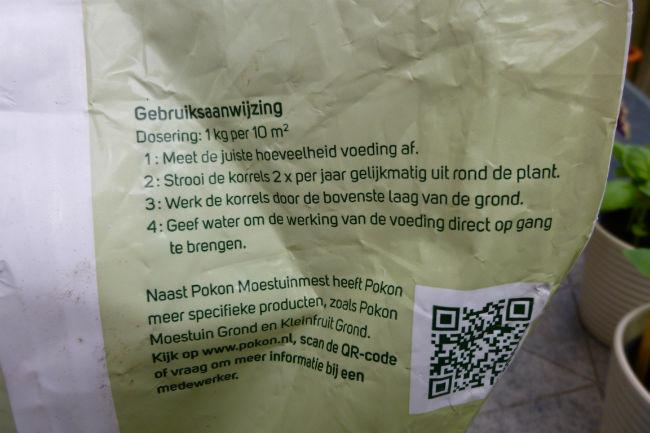 Gebruiksaanwijzing
Dosering: 1 kg per 10 m²
1: Meet de juiste hoeveelheid voeding af.
2: Strooi de korrels 2 x per jaar gelijkmatig uit rond de plant.
3: Werk de korrels door de bovenste laag van de grond.
4: Geef water om de werking van de voeding direct op gang
te brengen.
Naast Pokon Moestuinmest heeft Pokon
meer specifieke producten, zoals Pokon
Moestuin Grond en Kleinfruit Grond.
Kijk op www.pokon.nl, scan de QR-code
of vraag om meer informatie bij een
medewerker.